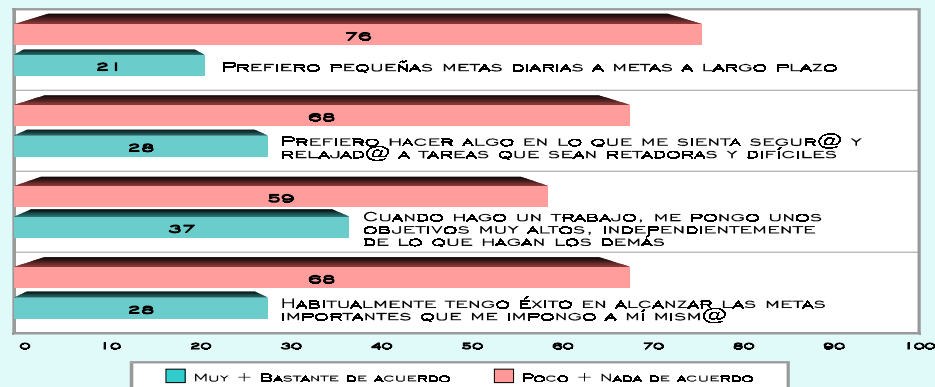 76
21 Prefiero pequeñas metas diarias a metas a largo plazo
68
28 Prefiero hacer algo en lo que me sienta segur@ y
relajad@ a tareas que sean retadoras y difíciles
59
37 Cuando hago un trabajo, me pongo unos
objetivos muy altos, independientemente
de lo que hagan los demás
68
28 Habitualmente tengo éxito en alcanzar las metas
importantes que me impongo a mí mism@
0 10 20 30 40 50 60 70 80 90 100
Muy + Bastante de acuerdo Poco + Nada de acuerdo